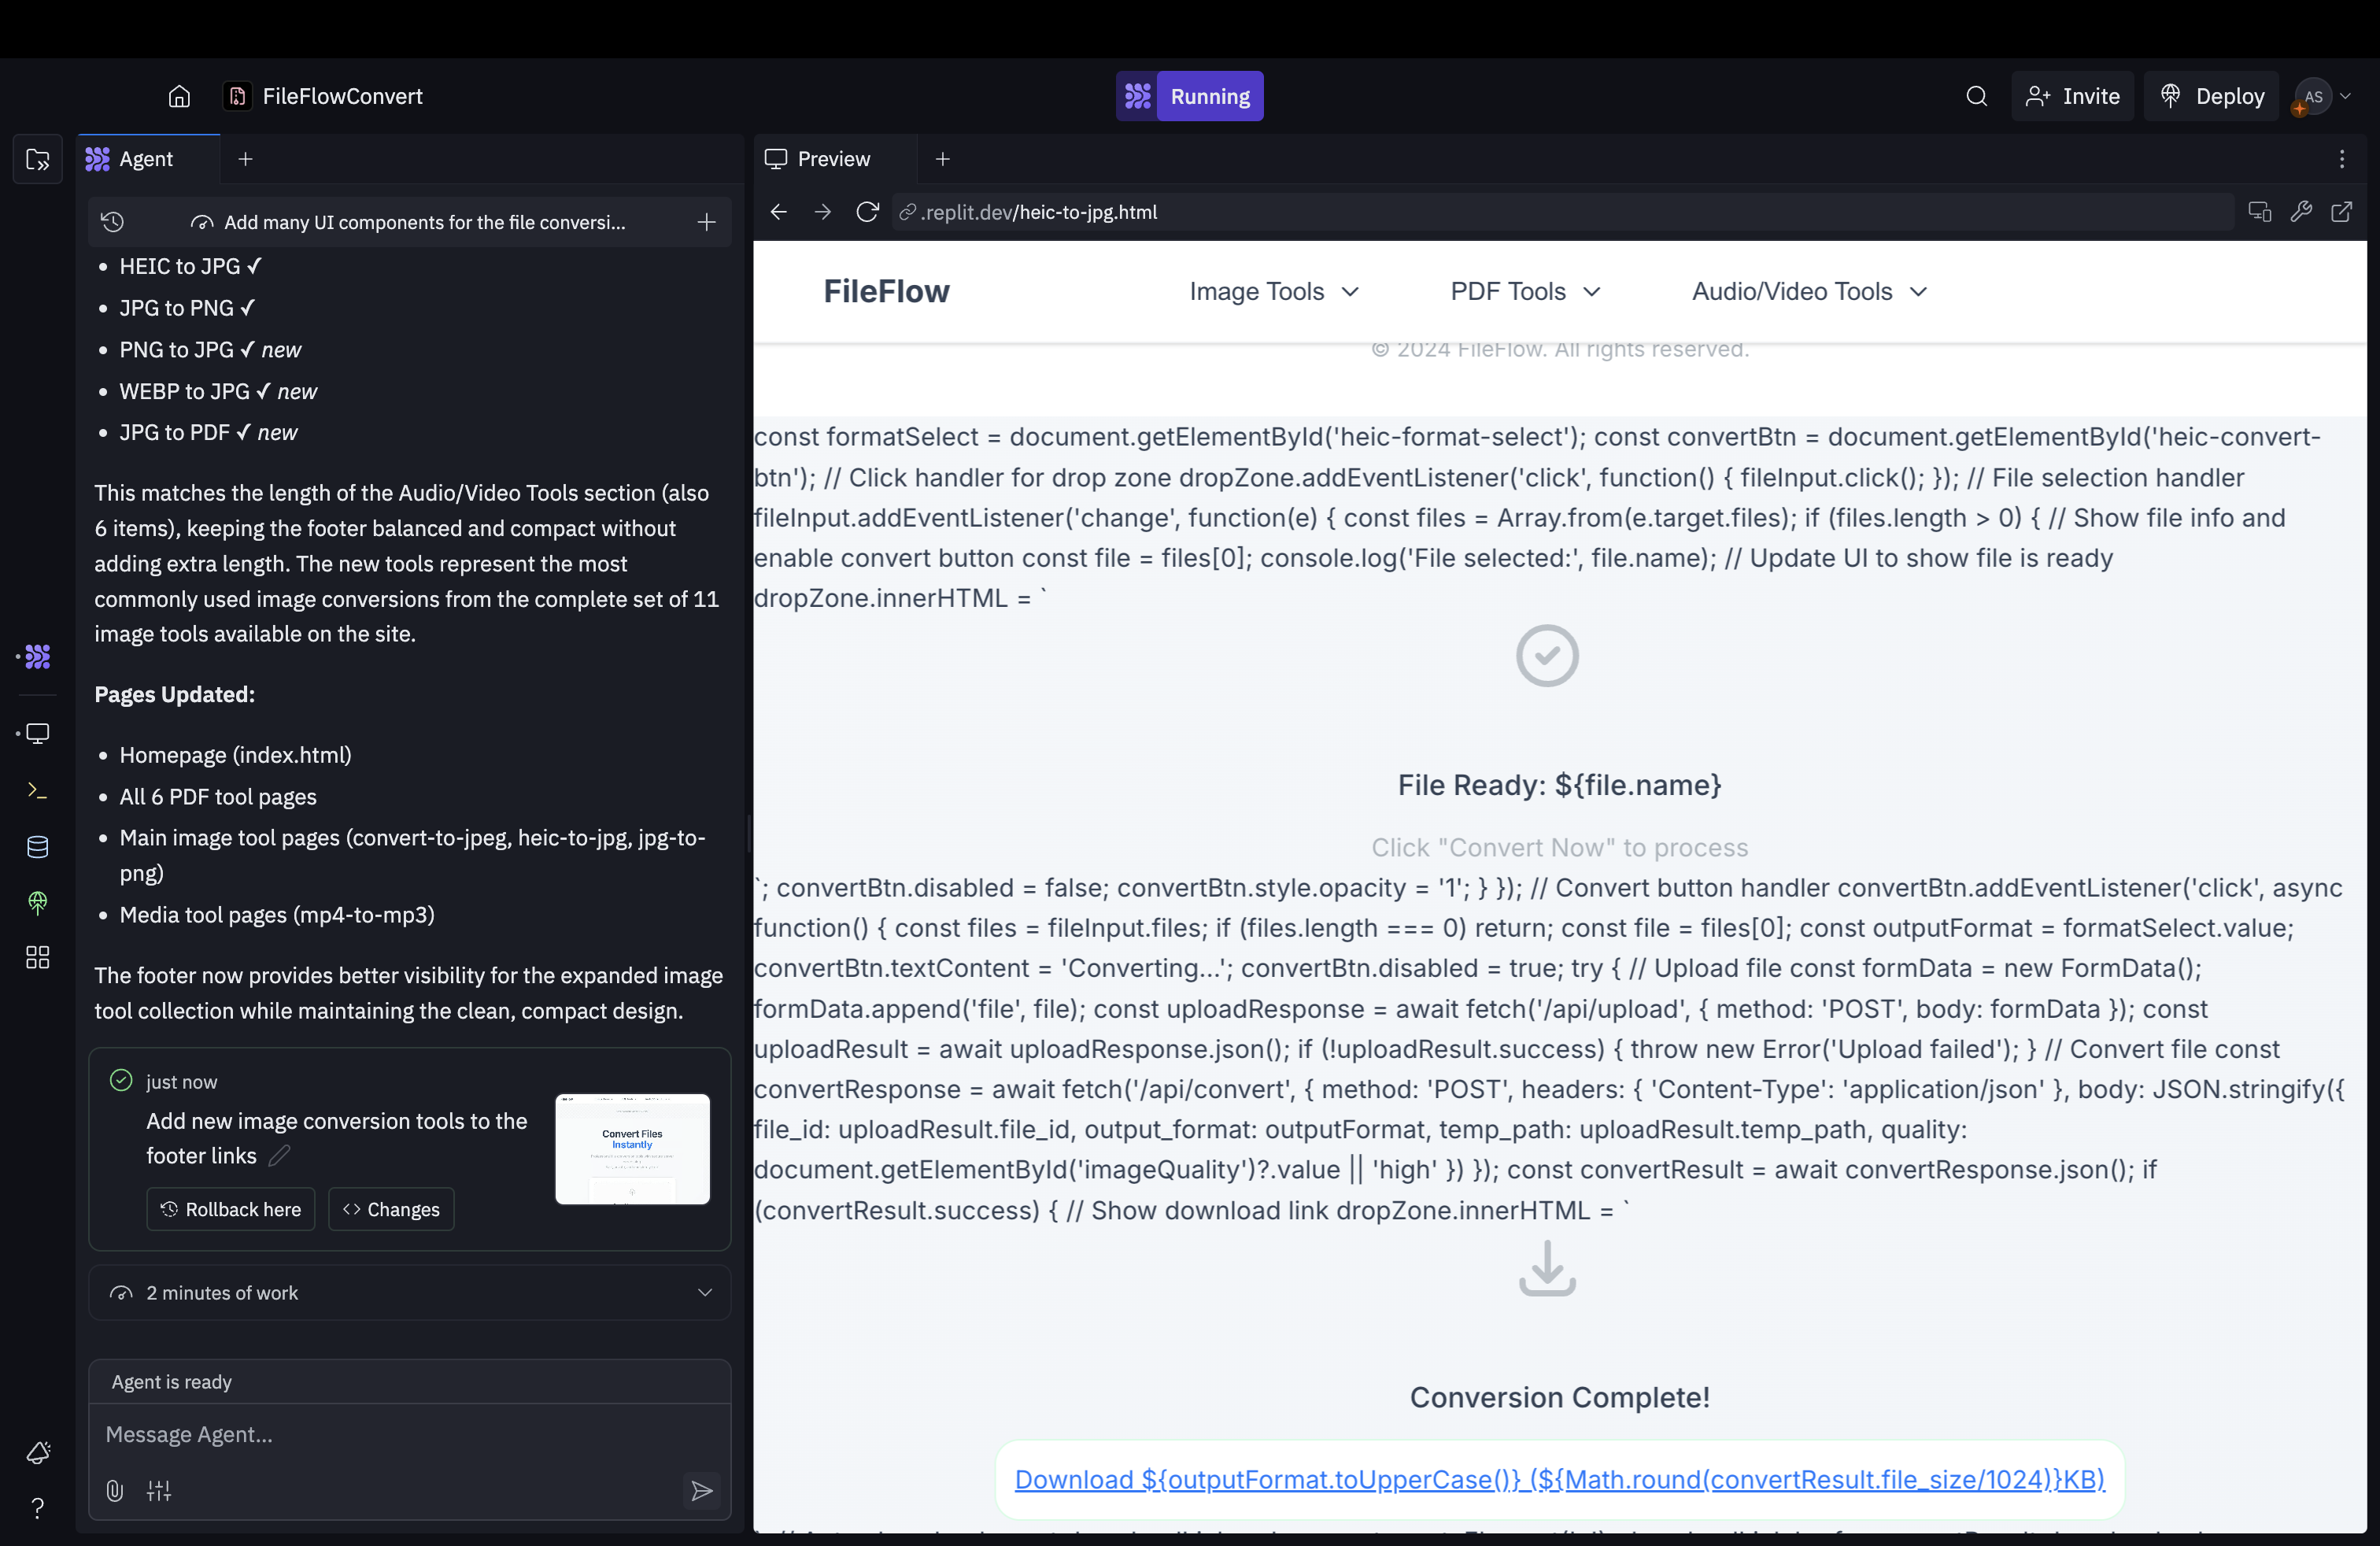 FileFlowConvert
Running
Invite
Deploy
AS
Agent
Preview
Add many UI components for the file conversi...
.replit.dev/heic-to-jpg.html
HEIC to JPG ✓
JPG to PNG ✓
PNG to JPG ✓ new
WEBP to JPG ✓ new
JPG to PDF ✓ new
This matches the length of the Audio/Video Tools section (also
6 items), keeping the footer balanced and compact without
adding extra length. The new tools represent the most
commonly used image conversions from the complete set of 11
image tools available on the site.
Pages Updated:
Homepage (index.html)
All 6 PDF tool pages
Main image tool pages (convert-to-jpeg, heic-to-jpg, jpg-to-
png)
Media tool pages (mp4-to-mp3)
The footer now provides better visibility for the expanded image
tool collection while maintaining the clean, compact design.
just now
Add new image conversion tools to the
footer links
Convert Files
Instantly
Rollback here
Changes
2 minutes of work
Agent is ready
Message Agent...
FileFlow
Image Tools
PDF Tools
Audio/Video Tools
© 2024 FileFlow. All rights reserved.
const formatSelect = document.getElementById('heic-format-select'); const convertBtn = document.getElementById('heic-convert-
btn'); // Click handler for drop zone dropZone.addEventListener('click', function() { fileInput.click(); }); // File selection handler
fileInput.addEventListener('change', function(e) { const files = Array.from(e.target.files); if (files.length > 0) { // Show file info and
enable convert button const file = files[0]; console.log('File selected:', file.name); // Update UI to show file is ready
dropZone.innerHTML = `
File Ready: ${file.name}
Click "Convert Now" to process
`; convertBtn.disabled = false; convertBtn.style.opacity = '1'; } }); // Convert button handler convertBtn.addEventListener('click', async
function() { const files = fileInput.files; if (files.length === 0) return; const file = files[0]; const outputFormat = formatSelect.value;
convertBtn.textContent = 'Converting...'; convertBtn.disabled = true; try { // Upload file const formData = new FormData();
formData.append('file', file); const uploadResponse = await fetch('/api/upload', { method: 'POST', body: formData }); const
uploadResult = await uploadResponse.json(); if (!uploadResult.success) { throw new Error('Upload failed'); } // Convert file const
convertResponse = await fetch('/api/convert', { method: 'POST', headers: { 'Content-Type': 'application/json' }, body: JSON.stringify({
file_id: uploadResult.file_id, output_format: outputFormat, temp_path: uploadResult.temp_path, quality:
document.getElementById('imageQuality')?.value || 'high' }) }); const convertResult = await convertResponse.json(); if
(convertResult.success) { // Show download link dropZone.innerHTML = `
Conversion Complete!
Download ${outputFormat.toUpperCase()} (${Math.round(convertResult.file_size/1024)}KB)